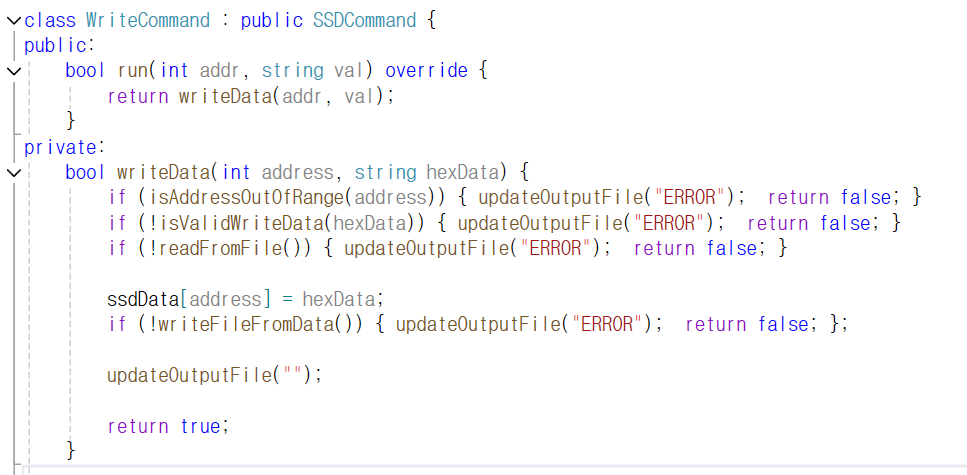 class WriteCommand : public SSDCommand {
public:
    bool run(int addr, string val) override {
        return writeData(addr, val);
    }
private:
    bool writeData(int address, string hexData) {
        if (isAddressOutOfRange(address)) { updateOutputFile("ERROR");  return false; }
        if (!isValidWriteData(hexData)) { updateOutputFile("ERROR");  return false; }
        if (!readFromFile()) { updateOutputFile("ERROR");  return false; }

        ssdData[address] = hexData;
        if (!writeFileFromData()) { updateOutputFile("ERROR");  return false; };

        updateOutputFile("");

        return true;
    }